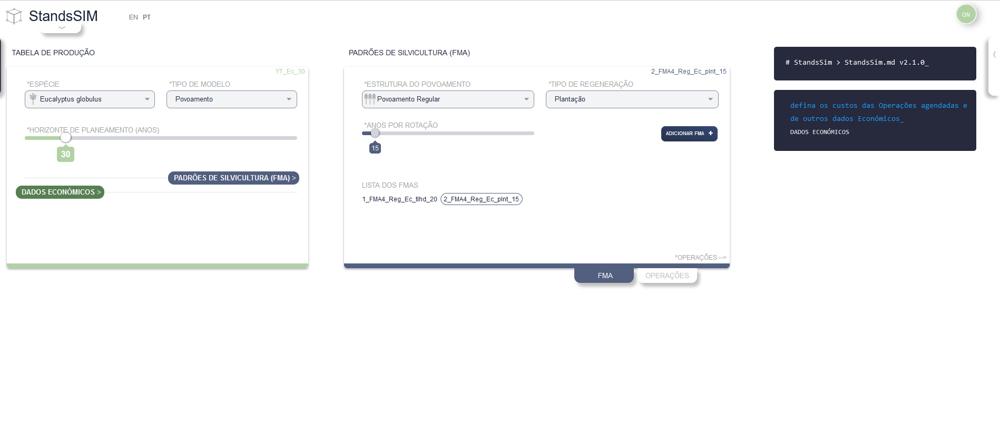 StandsSIM
EN PT
ON
TABELA DE PRODUÇÃO
YT_Ec_30
*ESPÉCIE
*TIPO DE MODELO
Eucalyptus globulus
Povoamento
*HORIZONTE DE PLANEAMENTO (ANOS)
30
PADRÕES DE SILVICULTURA (FMA) >
DADOS ECONÓMICOS >
PADRÕES DE SILVICULTURA (FMA)
2_FMA4_Reg_Ec_plnt_15
*ESTRUTURA DO POVOAMENTO
*TIPO DE REGENERAÇÃO
Povoamento Regular
Plantação
*ANOS POR ROTAÇÃO
15
ADICIONAR FMA +
LISTA DOS FMAS
1_FMA4_Reg_Ec_tlhd_20 2_FMA4_Reg_Ec_plnt_15
*OPERAÇÕES -->
FMA
OPERAÇÕES
# StandsSim > StandsSim.md v2.1.0_
defina os custos das Operações agendadas e
de outros dados Económicos_
DADOS ECONÓMICOS